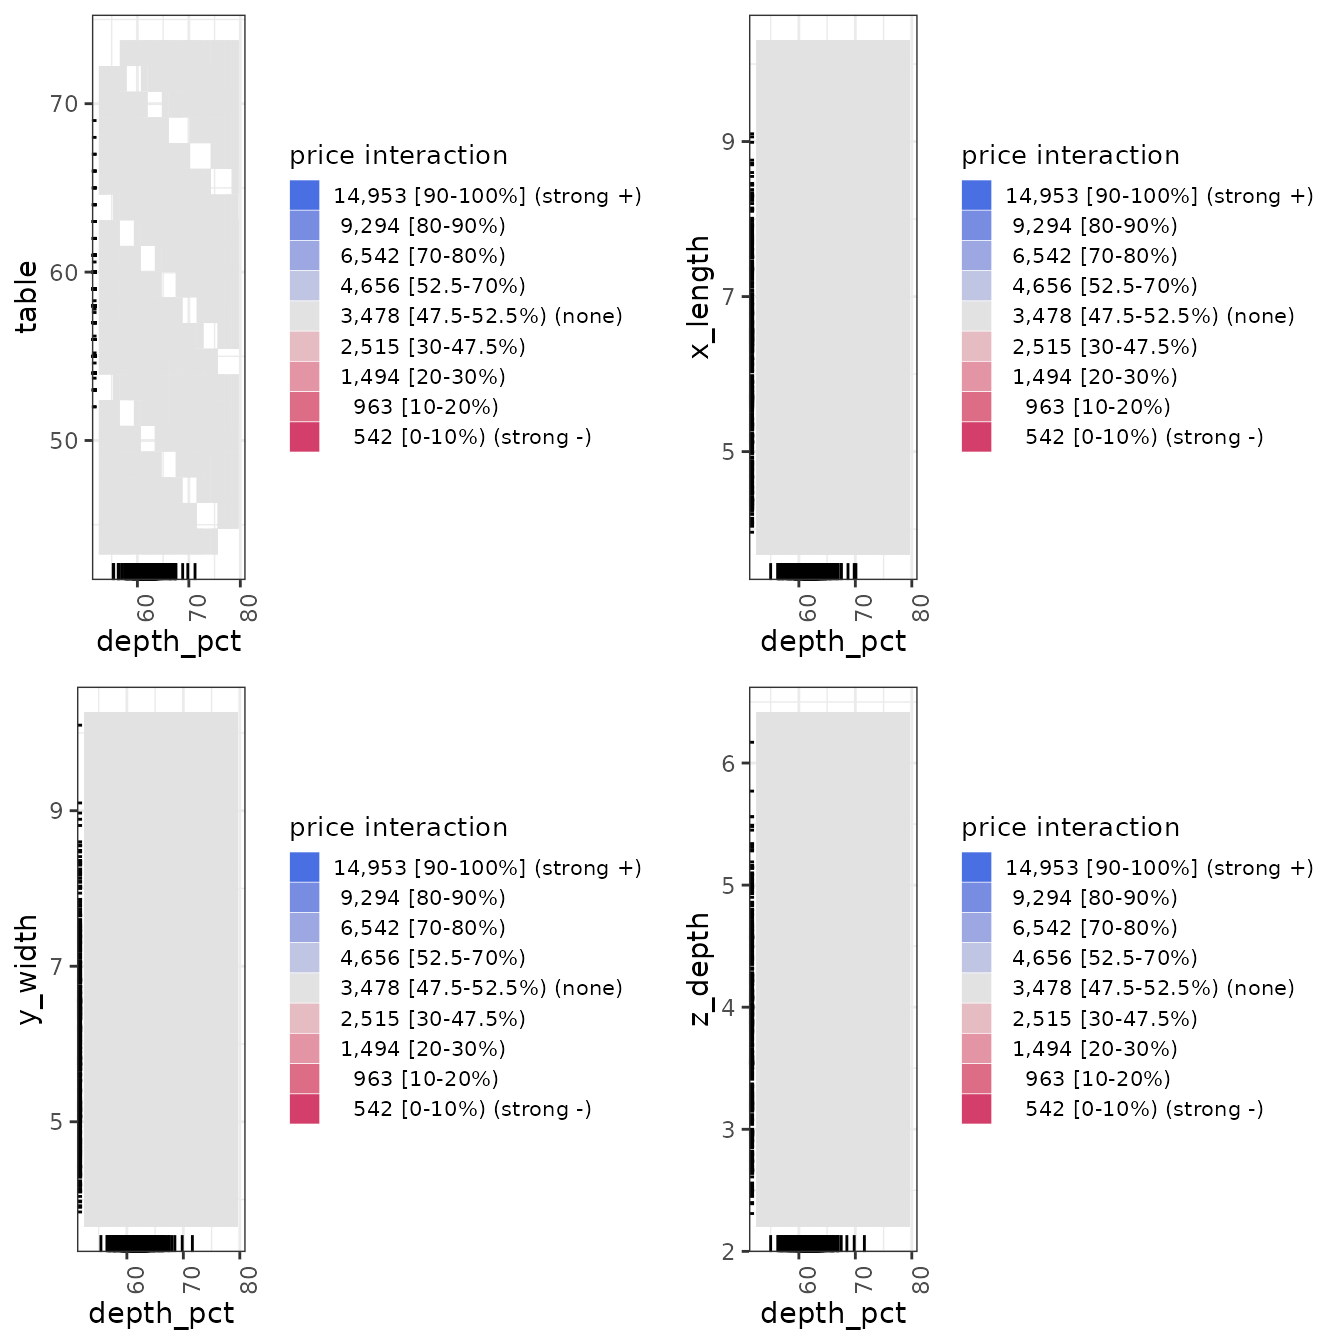 price interaction
14,953 [90-100%] (strong +)
9,294 [80-90%)
6,542 [70-80%)
4,656 [52.5-70%)
3,478 [47.5-52.5%) (none)
2,515 [30-47.5%)
1,494 [20-30%)
963 [10-20%)
542 [0-10%) (strong -)
table
70
60
50
60
70
80
depth_pct
price interaction
14,953 [90-100%] (strong +)
9,294 [80-90%)
6,542 [70-80%)
4,656 [52.5-70%)
3,478 [47.5-52.5%) (none)
2,515 [30-47.5%)
1,494 [20-30%)
963 [10-20%)
542 [0-10%) (strong -)
x_length
9
7
5
60
70
80
depth_pct
price interaction
14,953 [90-100%] (strong +)
9,294 [80-90%)
6,542 [70-80%)
4,656 [52.5-70%)
3,478 [47.5-52.5%) (none)
2,515 [30-47.5%)
1,494 [20-30%)
963 [10-20%)
542 [0-10%) (strong -)
y_width
9
7
5
60
70
80
depth_pct
price interaction
14,953 [90-100%] (strong +)
9,294 [80-90%)
6,542 [70-80%)
4,656 [52.5-70%)
3,478 [47.5-52.5%) (none)
2,515 [30-47.5%)
1,494 [20-30%)
963 [10-20%)
542 [0-10%) (strong -)
z_depth
6
5
4
3
2
60
70
80
depth_pct